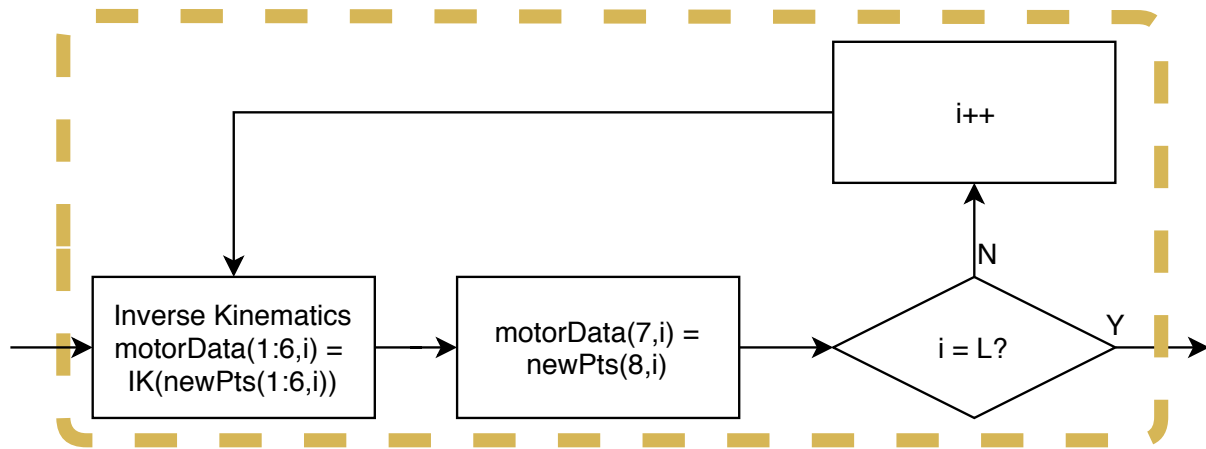 i++
N
Inverse Kinematics
motorData(1:6,i) =
IK(newPts(1:6,i))
motorData(7,i) =
newPts(8,i)
i = L?
Y